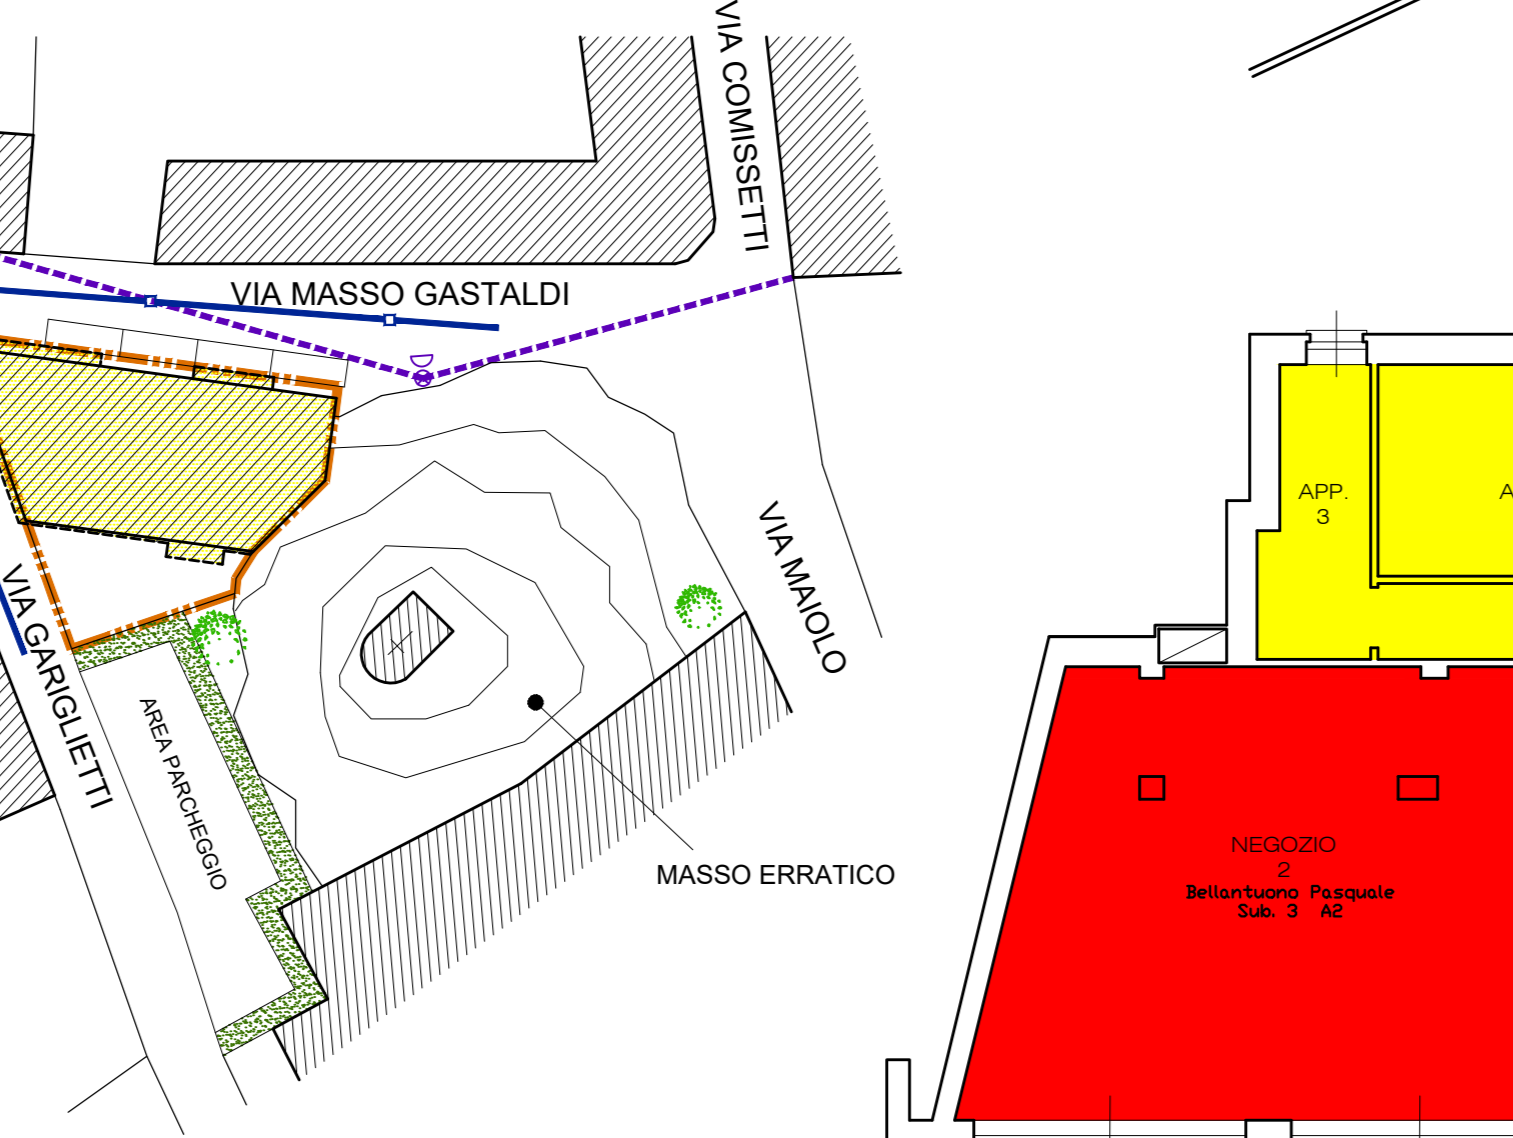 VIA COMISSETTI
VIA MASSO GASTALDI
VIA MAIOLO
VIA GARIGLIETTI
AREA PARCHEGGIO
MASSO ERRATICO
APP.
3
A
NEGOZIO
2
Bellantuono Pasquale
Sub. 3 A2